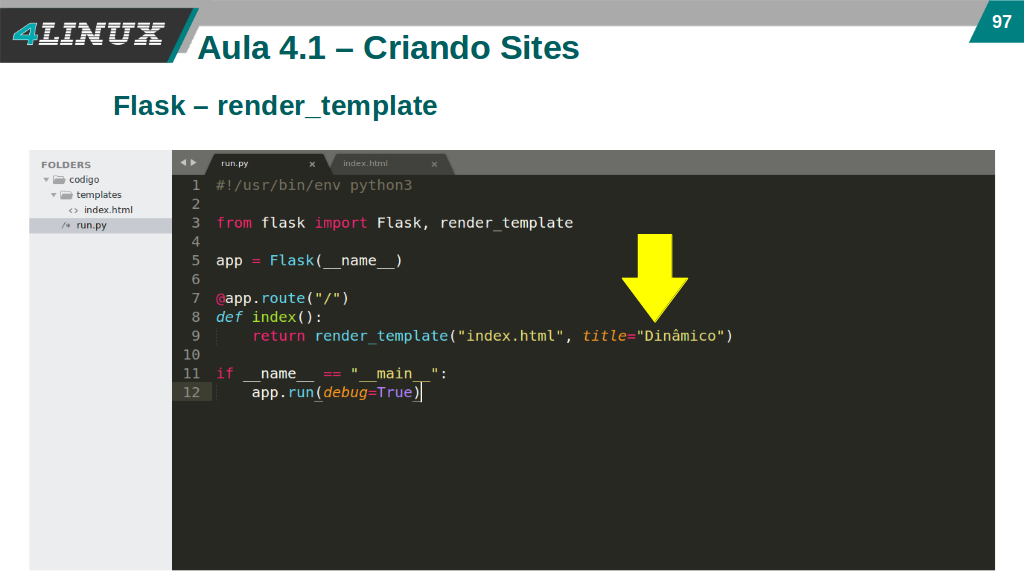 4LINUX
97
Aula 4.1 – Criando Sites
Flask – render_template
FOLDERS
codigo
templates
<> index.html
/* run.py
run.py ×
index.html ×
1 #!/usr/bin/env python3
2
3 from flask import Flask, render_template
4
5 app = Flask(__name__)
6
7 @app.route("/")
8 def index():
9     return render_template("index.html", title="Dinâmico")
10
11 if __name__ == "__main__":
12     app.run(debug=True)